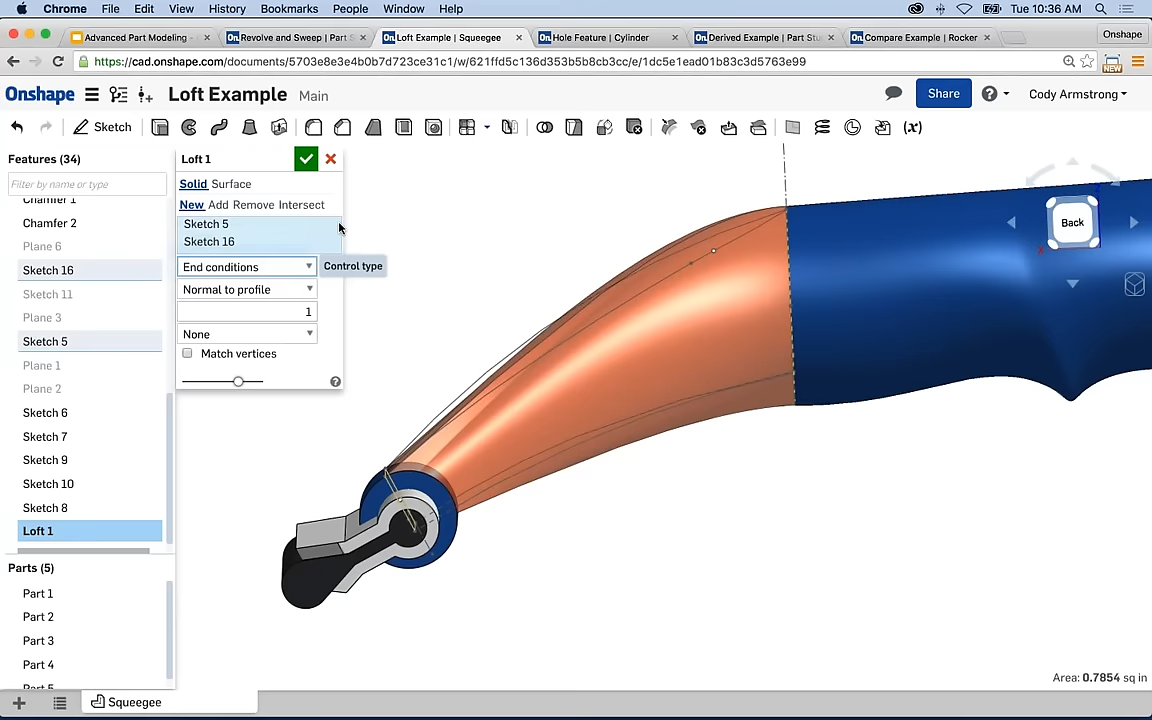 Chrome File Edit View History Bookmarks People Window Help Tue 10:36 AM
Advanced Part Modeling - Revolve and Sweep | Part S Loft Example | Squeegee Hole Feature | Cylinder Derived Example | Part Stu Compare Example | Rocker Onshape
https://cad.onshape.com/documents/5703e8e3e4b0b7d723ce31c1/w/621ffd5c136d353b5b8cb3cc/e/1dc5e1ead01b83c3d5763e99 NEW
Onshape Loft Example Main Share Cody Armstrong
Sketch (x)
Features (34)
Filter by name or type
Chamfer 1
Chamfer 2
Plane 6
Sketch 16
Sketch 11
Plane 3
Sketch 5
Plane 1
Plane 2
Sketch 6
Sketch 7
Sketch 9
Sketch 10
Sketch 8
Loft 1
Parts (5)
Part 1
Part 2
Part 3
Part 4
Part 5
Loft 1
Solid Surface
New Add Remove Intersect
Sketch 5
Sketch 16
End conditions
Control type
Normal to profile
1
None
Match vertices
Back
Z
X
Area: 0.7854 sq in
Squeegee